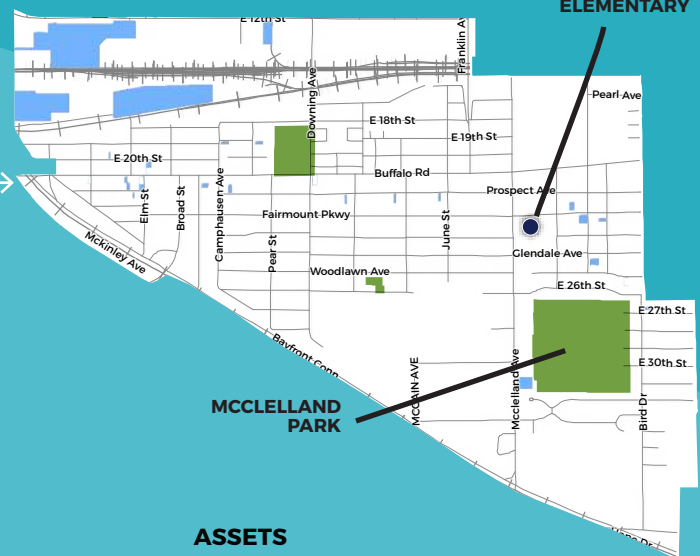 ELEMENTARY
E 12th St
Franklin Av
Pearl Ave
Downing Ave
E 18th St
E 19th St
E 20th St
Buffalo Rd
Prospect Ave
Elm St
Broad St
Camphausen Ave
Fairmount Pkwy
June St
Pear St
Mckinley Ave
Glendale Ave
Woodlawn Ave
E 26th St
E 27th St
Bayfront Conn
MCCAIN AVE
Mcclelland Ave
E 30th St
Bird Dr
MCCLELLAND
PARK
ASSETS